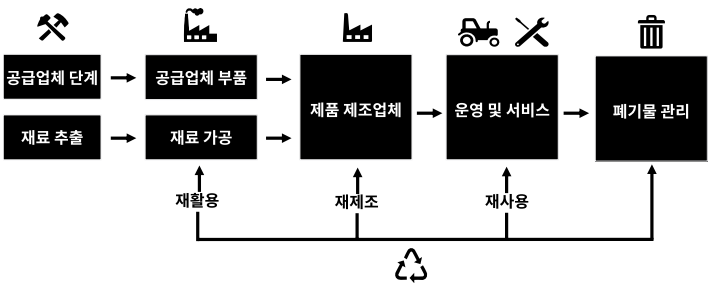 공급업체 단계
공급업체 부품
제품 제조업체
운영 및 서비스
폐기물 관리
재료 추출
재료 가공
재활용
재제조
재사용